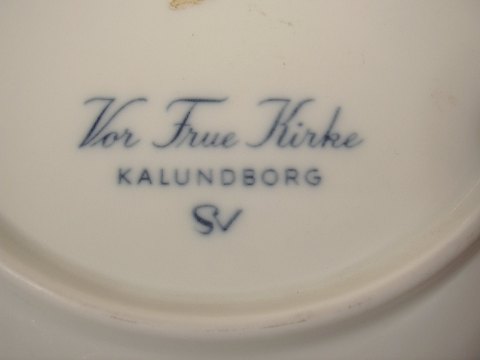 Vor Frue Kirke
KALUNDBORG
SV